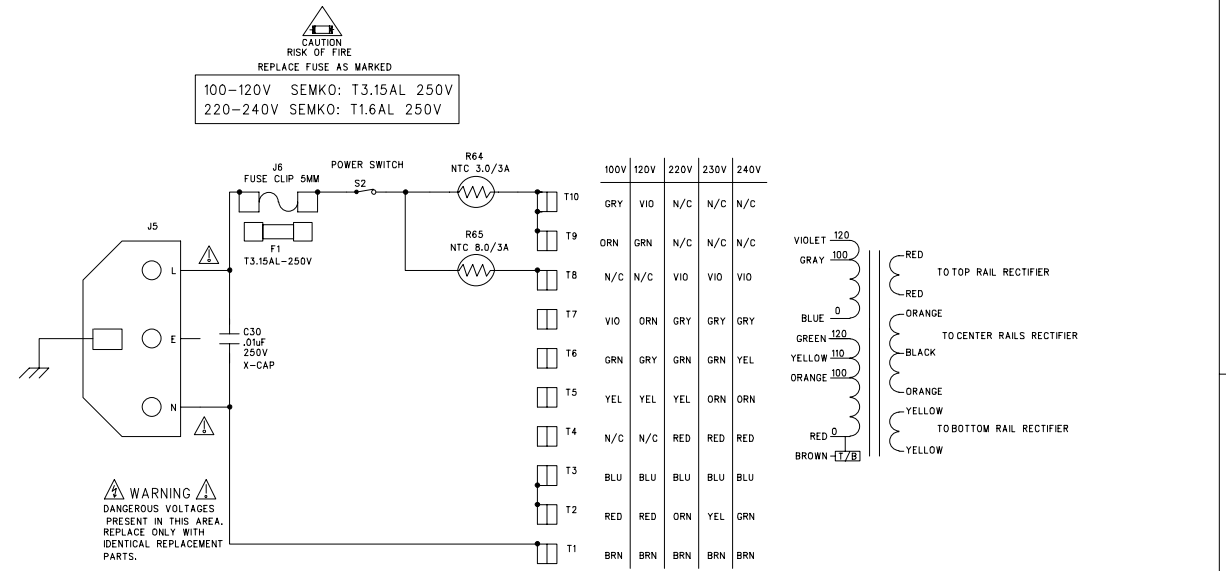 CAUTION
RISK OF FIRE
REPLACE FUSE AS MARKED
100-120V SEMKO: T3.15AL 250V
220-240V SEMKO: T1.6AL 250V
J6
FUSE CLIP 5MM
POWER SWITCH
S2
R64
NTC 3.0/3A
F1
T3.15AL-250V
R65
NTC 8.0/3A
J5
L
E
N
C30
.01uF
250V
X-CAP
WARNING
DANGEROUS VOLTAGES
PRESENT IN THIS AREA.
REPLACE ONLY WITH
IDENTICAL REPLACEMENT
PARTS.
100V 120V 220V 230V 240V
T10 GRY VIO N/C N/C N/C
T9 ORN GRN N/C N/C N/C
T8 N/C N/C VIO VIO VIO
T7 VIO ORN GRY GRY GRY
T6 GRN GRY GRN GRN YEL
T5 YEL YEL YEL ORN ORN
T4 N/C N/C RED RED RED
T3 BLU BLU BLU BLU BLU
T2 RED RED ORN YEL GRN
T1 BRN BRN BRN BRN BRN
VIOLET 120
GRAY 100
BLUE 0
GREEN 120
YELLOW 110
ORANGE 100
RED 0
BROWN T/B
RED
TO TOP RAIL RECTIFIER
RED
ORANGE
TO CENTER RAILS RECTIFIER
BLACK
ORANGE
YELLOW
TO BOTTOM RAIL RECTIFIER
YELLOW